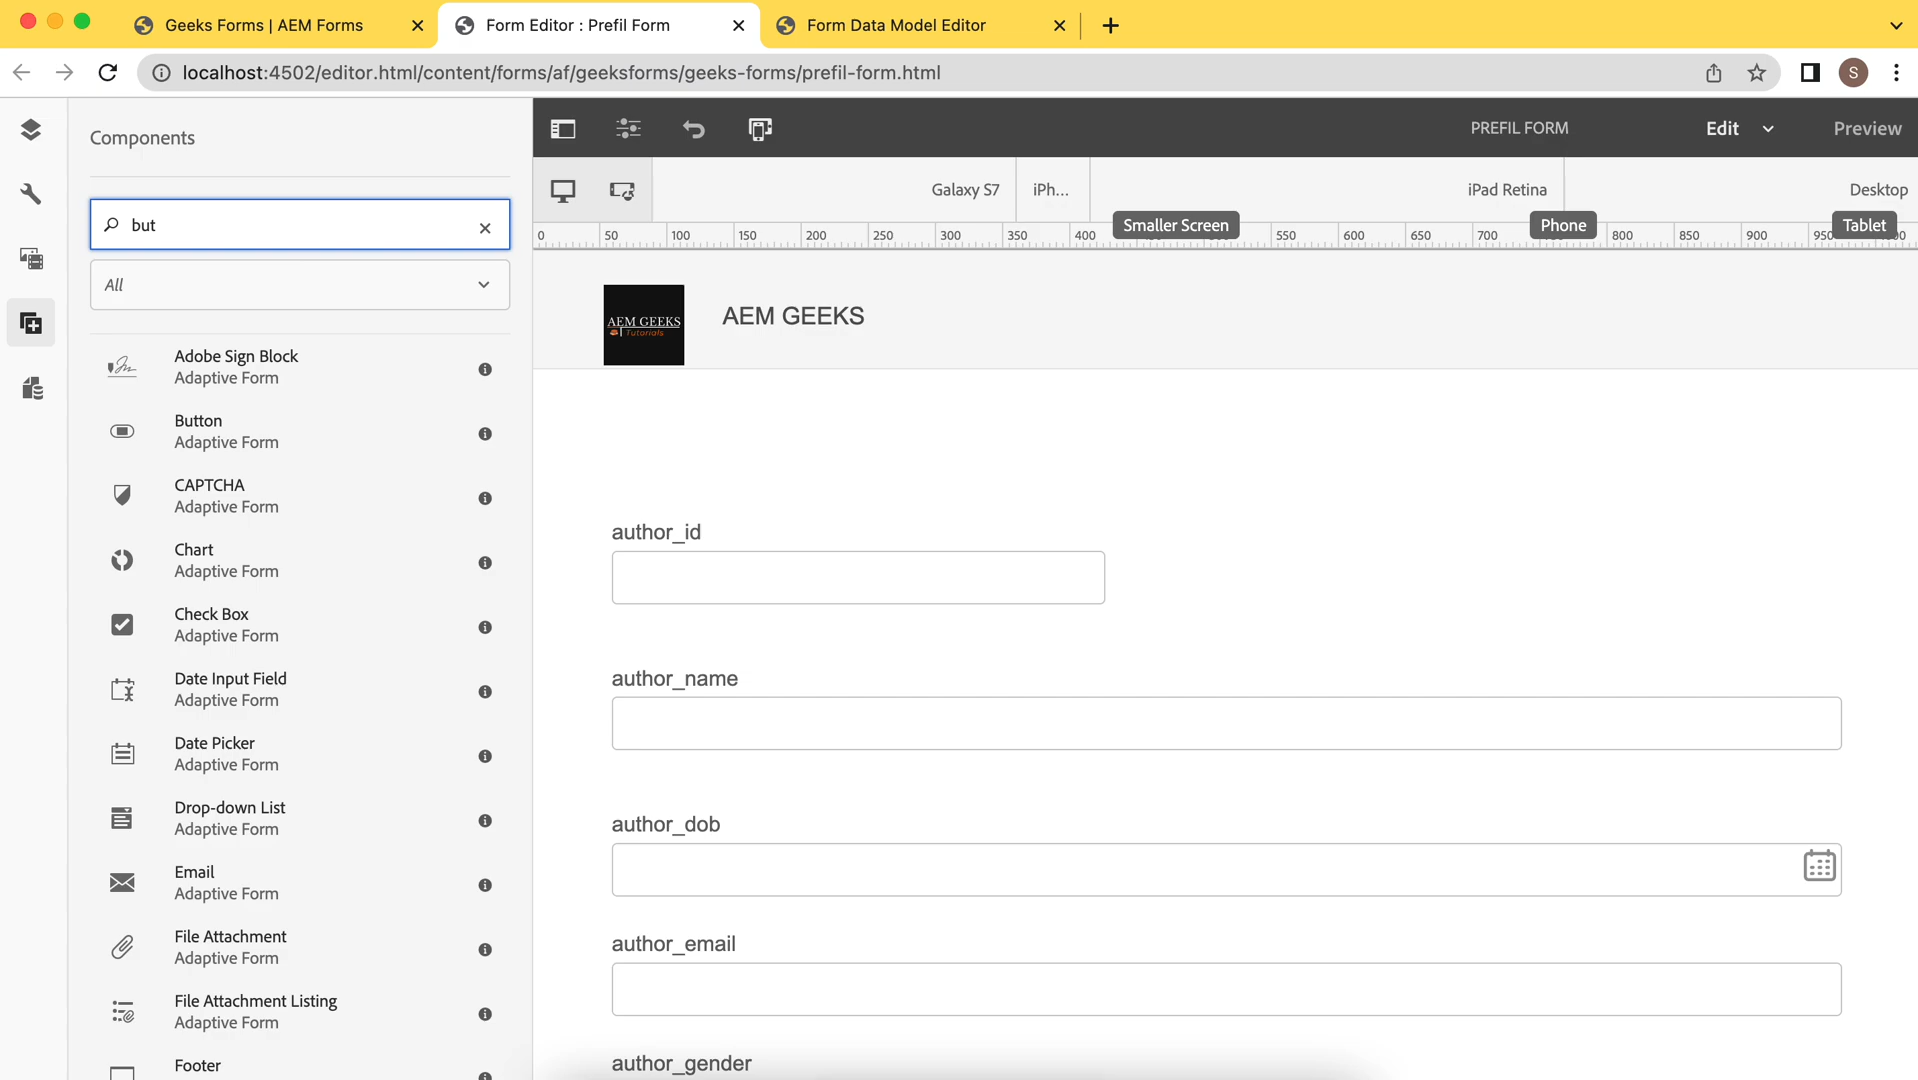 Geeks Forms | AEM Forms
Form Editor : Prefil Form
Form Data Model Editor
localhost:4502/editor.html/content/forms/af/geeksforms/geeks-forms/prefil-form.html
S
Components
but
All
Adobe Sign Block
Adaptive Form
Button
Adaptive Form
CAPTCHA
Adaptive Form
Chart
Adaptive Form
Check Box
Adaptive Form
Date Input Field
Adaptive Form
Date Picker
Adaptive Form
Drop-down List
Adaptive Form
Email
Adaptive Form
File Attachment
Adaptive Form
File Attachment Listing
Adaptive Form
Footer
PREFIL FORM
Edit
Preview
Galaxy S7
iPh...
iPad Retina
Desktop
Smaller Screen
Phone
Tablet
0 50 100 150 200 250 300 350 400 550 600 650 700 800 850 900
AEM GEEKS
Tutorials
AEM GEEKS
author_id
author_name
author_dob
author_email
author_gender